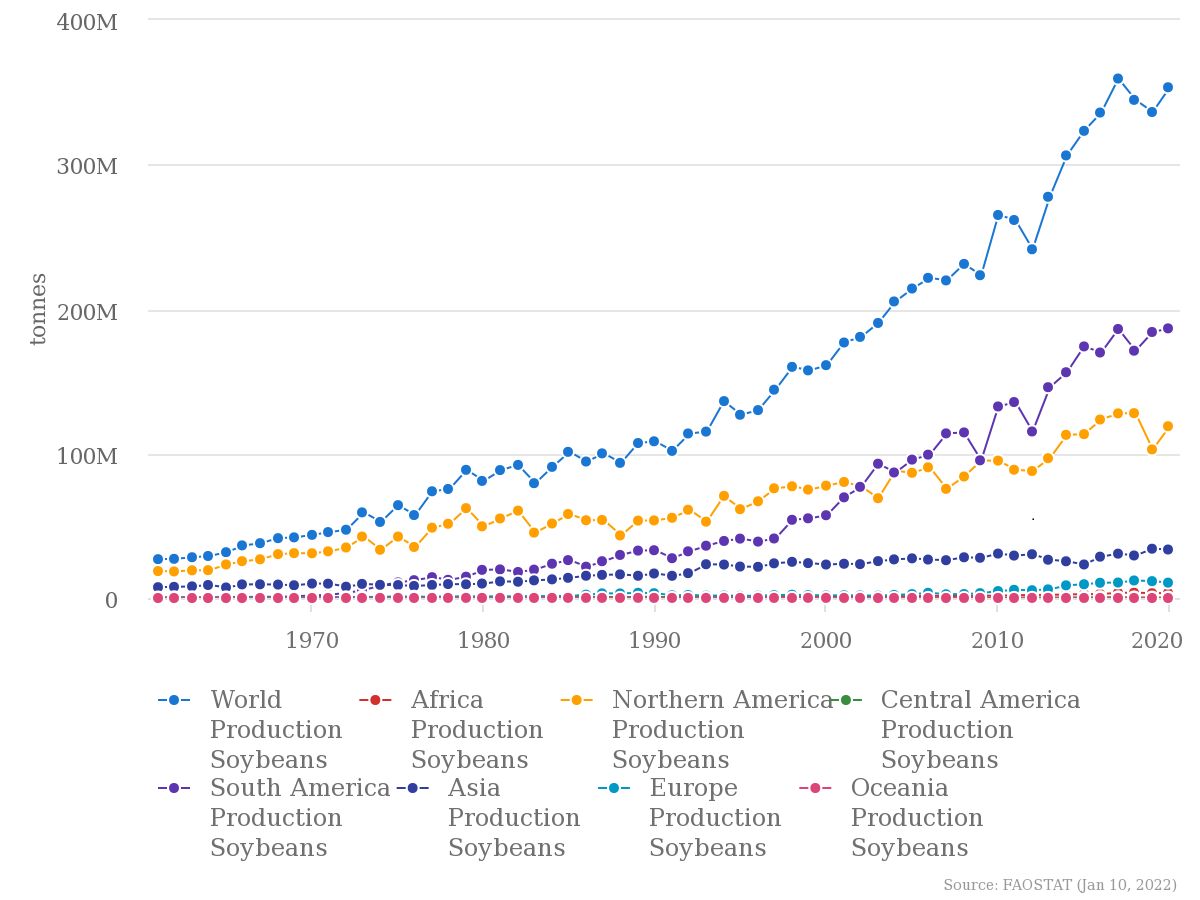 400M
300M
200M
100M
0
tonnes
1970 1980 1990 2000 2010 2020
World Africa Northern America Central America
Production Production Production Production
Soybeans Soybeans Soybeans Soybeans
South America Asia Europe Oceania
Production Production Production Production
Soybeans Soybeans Soybeans Soybeans
Source: FAOSTAT (Jan 10, 2022)